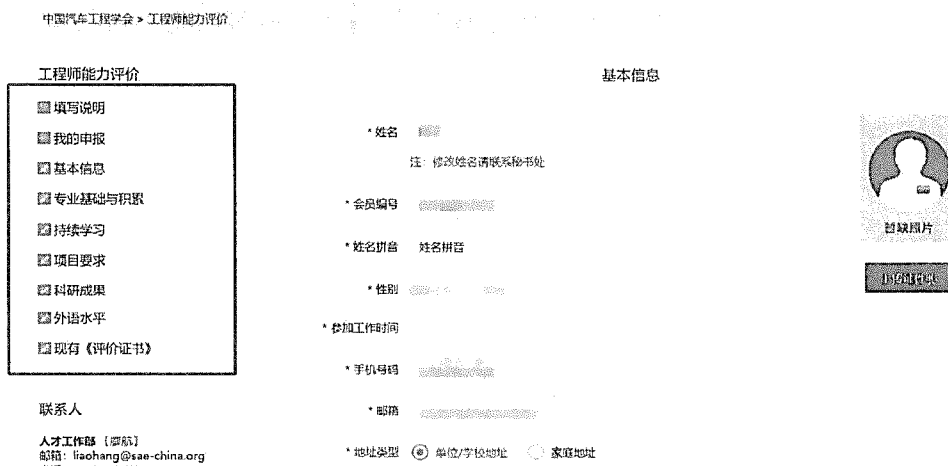 中国汽车工程学会 > 工程师能力评价
工程师能力评价
填写说明
我的申报
基本信息
专业基础与积累
持续学习
项目要求
科研成果
外语水平
现有《评价证书》
联系人
人才工作部 [廖航]
邮箱：liaohang@sae-china.org
基本信息
* 姓名
注：修改姓名请联系秘书处
* 会员编号
* 姓名拼音 姓名拼音
* 性别
* 参加工作时间
* 手机号码
* 邮箱
* 地址类型 单位/学校地址 家庭地址
暂缺照片